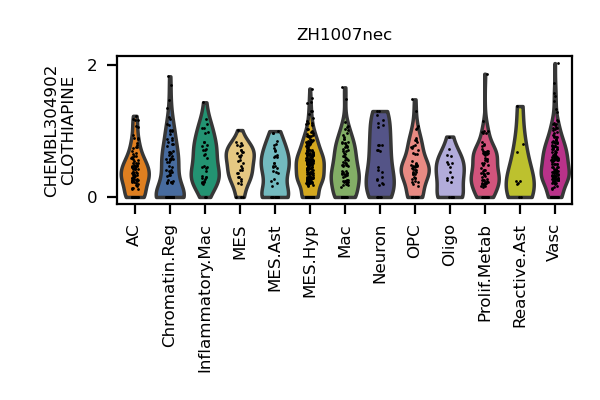 ZH1007nec
CHEMBL304902
CLOTHIAPINE
2
0
AC
Chromatin.Reg
Inflammatory.Mac
MES
MES.Ast
MES.Hyp
Mac
Neuron
OPC
Oligo
Prolif.Metab
Reactive.Ast
Vasc